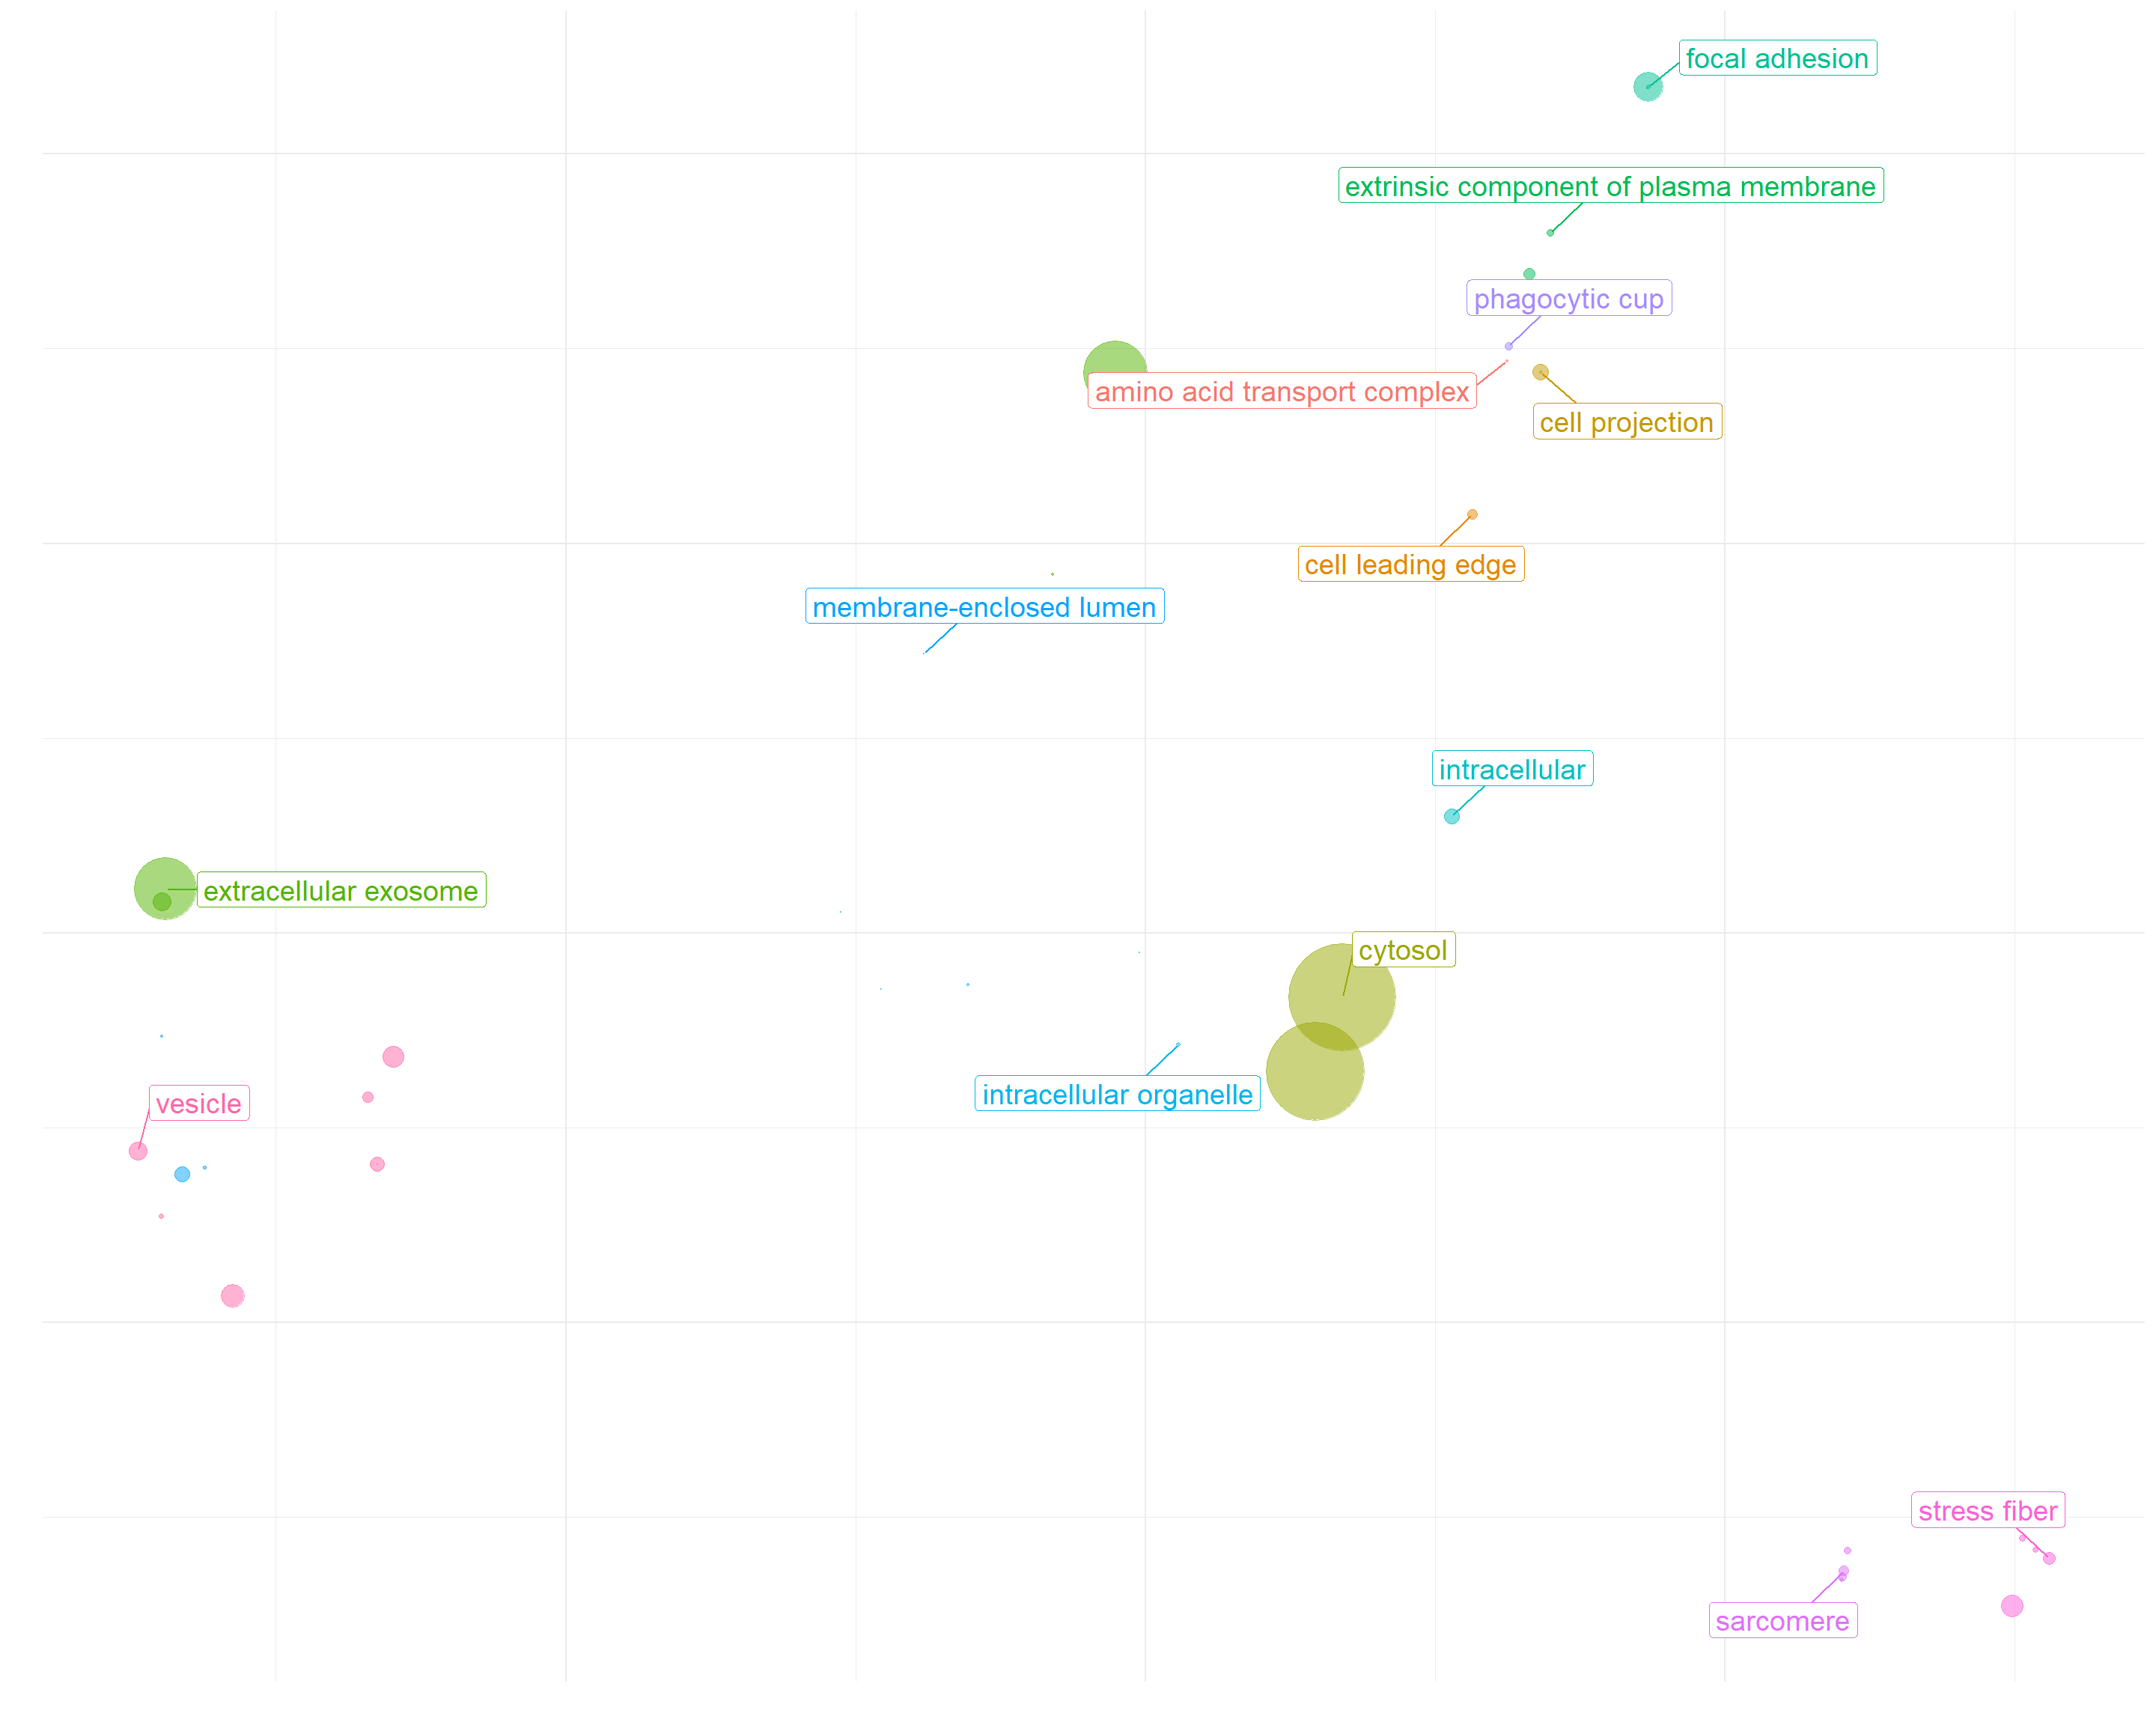 focal adhesion
extrinsic component of plasma membrane
phagocytic cup
amino acid transport complex
cell projection
cell leading edge
membrane-enclosed lumen
intracellular
extracellular exosome
cytosol
intracellular organelle
vesicle
stress fiber
sarcomere